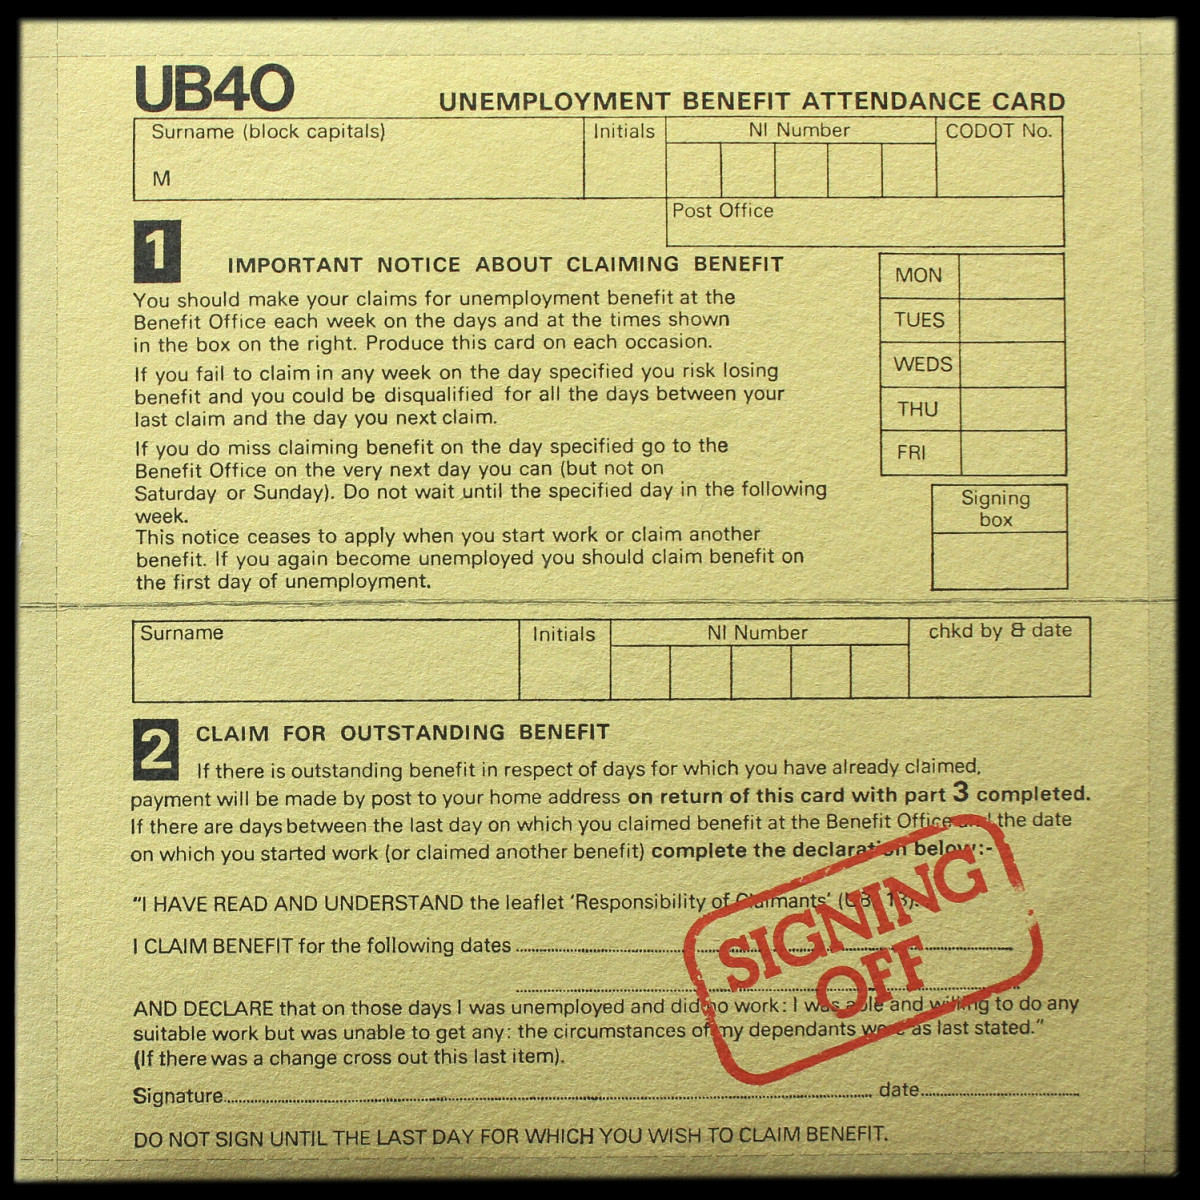 UB40
UNEMPLOYMENT BENEFIT ATTENDANCE CARD
Surname (block capitals)
Initials
NI Number
CODOT No.
M
Post Office
1
IMPORTANT NOTICE ABOUT CLAIMING BENEFIT
You should make your claims for unemployment benefit at the
Benefit Office each week on the days and at the times shown
in the box on the right. Produce this card on each occasion.
If you fail to claim in any week on the day specified you risk losing
benefit and you could be disqualified for all the days between your
last claim and the day you next claim.
If you do miss claiming benefit on the day specified go to the
Benefit Office on the very next day you can (but not on
Saturday or Sunday). Do not wait until the specified day in the following
week.
This notice ceases to apply when you start work or claim another
benefit. If you again become unemployed you should claim benefit on
the first day of unemployment.
MON
TUES
WEDS
THU
FRI
Signing
box
Surname
Initials
NI Number
chkd by & date
2
CLAIM FOR OUTSTANDING BENEFIT
If there is outstanding benefit in respect of days for which you have already claimed,
payment will be made by post to your home address on return of this card with part 3 completed.
If there are days between the last day on which you claimed benefit at the Benefit Office and the date
on which you started work (or claimed another benefit) complete the declaration below:-
"I HAVE READ AND UNDERSTAND the leaflet 'Responsibility of Claimants' (UB. 18).
I CLAIM BENEFIT for the following dates
AND DECLARE that on those days I was unemployed and did no work: I was able and willing to do any
suitable work but was unable to get any: the circumstances of my dependants were as last stated."
(If there was a change cross out this last item).
Signature
date
DO NOT SIGN UNTIL THE LAST DAY FOR WHICH YOU WISH TO CLAIM BENEFIT.
SIGNING
OFF